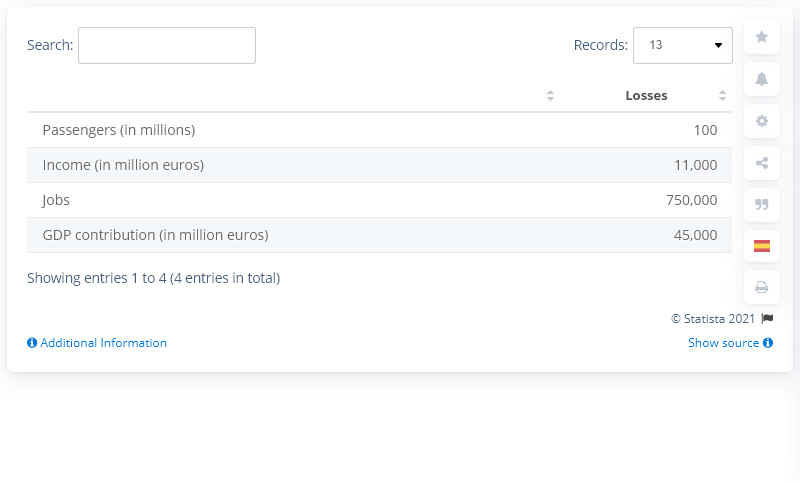 Search:
Records: 13
Losses
Passengers (in millions) 100
Income (in million euros) 11,000
Jobs 750,000
GDP contribution (in million euros) 45,000
Showing entries 1 to 4 (4 entries in total)
© Statista 2021
Additional Information
Show source